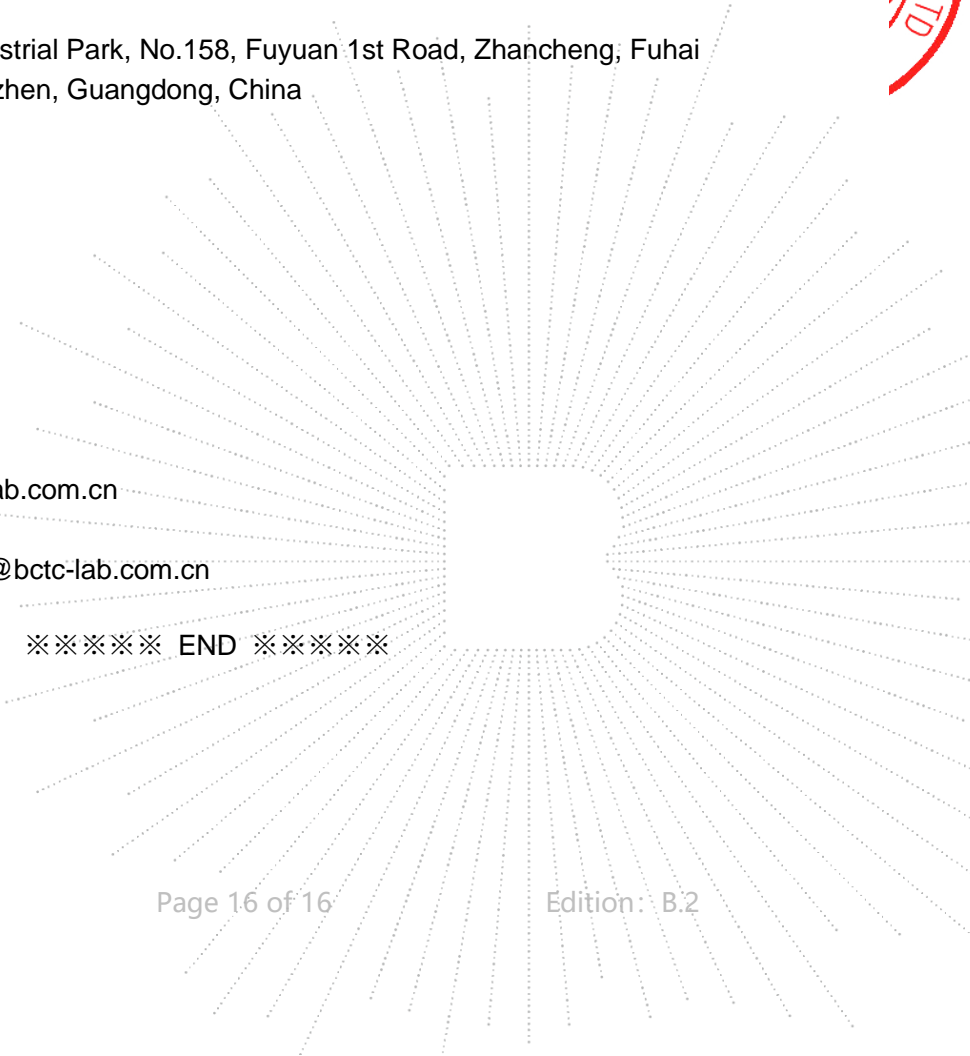 strial Park, No.158, Fuyuan 1st Road, Zhancheng, Fuhai
zhen, Guangdong, China
TD
ab.com.cn
@bctc-lab.com.cn
※※※※※ END ※※※※※
Page 16 of 16 Edition：B.2